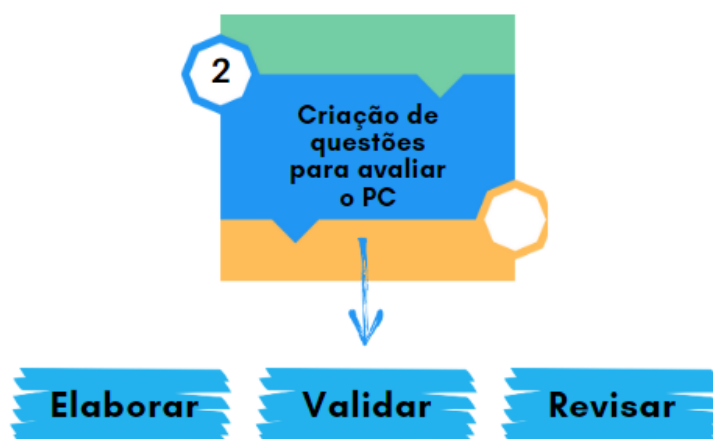 2
Criação de
questões
para avaliar
o PC
Elaborar Validar Revisar